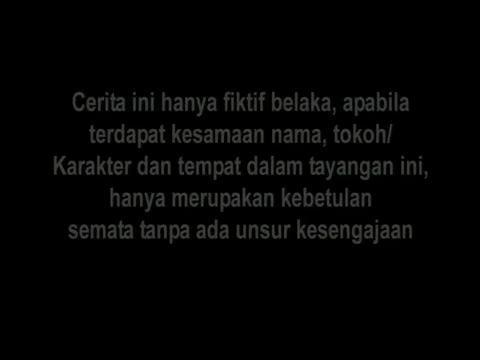 Cerita ini hanya fiktif belaka, apabila
terdapat kesamaan nama, tokoh/
Karakter dan tempat dalam tayangan ini,
hanya merupakan kebetulan
semata tanpa ada unsur kesengajaan